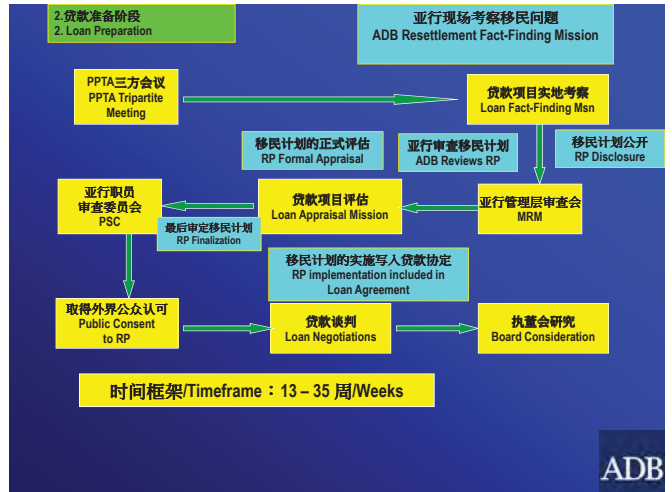 2.贷款准备阶段
2. Loan Preparation
亚行现场考察移民问题
ADB Resettlement Fact-Finding Mission
PPTA三方会议
PPTA Tripartite
Meeting
贷款项目实地考察
Loan Fact-Finding Msn
移民计划的正式评估
RP Formal Appraisal
亚行审查移民计划
ADB Reviews RP
移民计划公开
RP Disclosure
亚行职员
审查委员会
PSC
最后审定移民计划
RP Finalization
贷款项目评估
Loan Appraisal Mission
亚行管理层审查会
MRM
移民计划的实施写入贷款协定
RP implementation included in
Loan Agreement
取得外界公众认可
Public Consent
to RP
贷款谈判
Loan Negotiations
执董会研究
Board Consideration
时间框架/Timeframe：13 – 35 周/Weeks
ADB